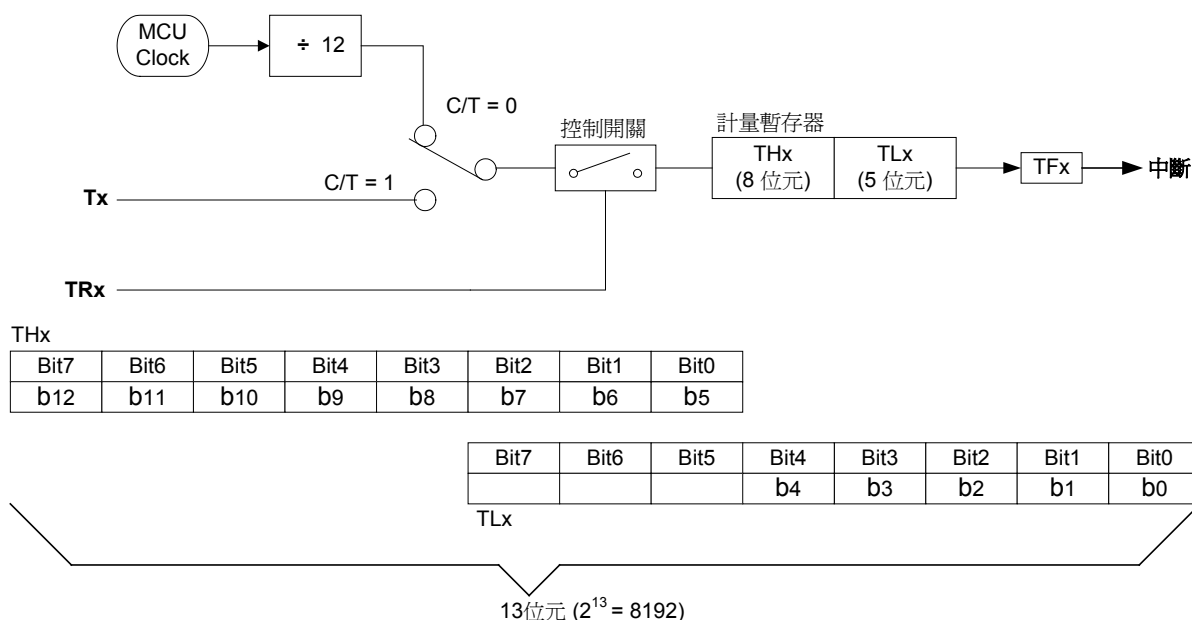 MCU
Clock
÷ 12
C/T = 0
控制開關
計量暫存器
THx
(8 位元)
TLx
(5 位元)
TFx
中斷
C/T = 1
Tx
TRx
THx
Bit7 Bit6 Bit5 Bit4 Bit3 Bit2 Bit1 Bit0
b12 b11 b10 b9 b8 b7 b6 b5
Bit7 Bit6 Bit5 Bit4 Bit3 Bit2 Bit1 Bit0
b4 b3 b2 b1 b0
TLx
13位元 (2¹³ = 8192)